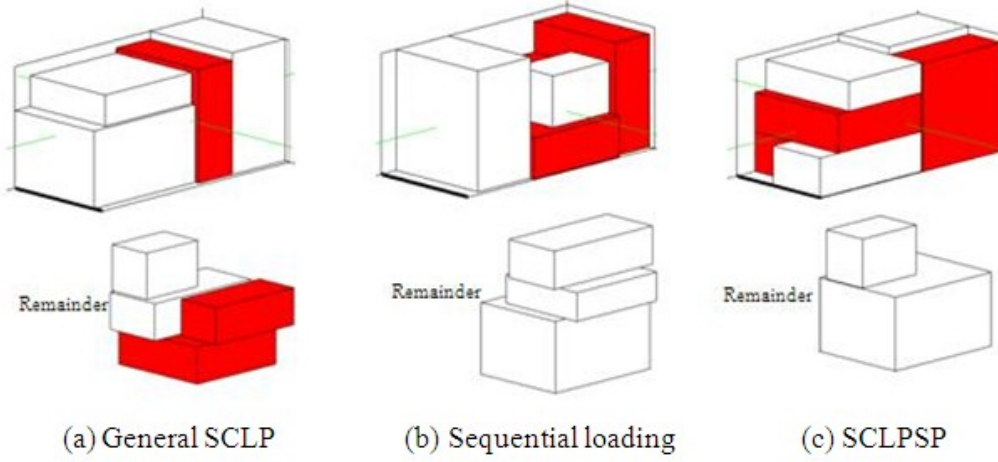 Remainder
Remainder
Remainder
(a) General SCLP
(b) Sequential loading
(c) SCLPSP